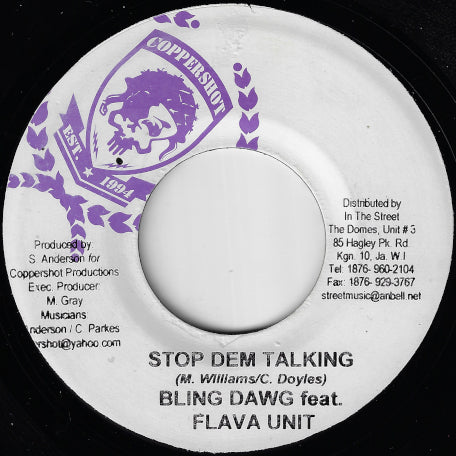 COPPERSHOT
EST. 1994
Produced by
S. Anderson for
Coppershot Productions
Exec. Producer:
M. Gray
Musicians
nderson / C. Parkes
ershot@yahoo.com
Distributed by
In The Street
The Domes, Unit # 3
85 Hagley Pk. Rd.
Kgn. 10, Ja. W.I
Tel: 1876- 960-2104
Fax: 1876- 929-3767
streetmusic@anbell.net
STOP DEM TALKING
(M. Williams/C. Doyles)
BLING DAWG feat.
FLAVA UNIT